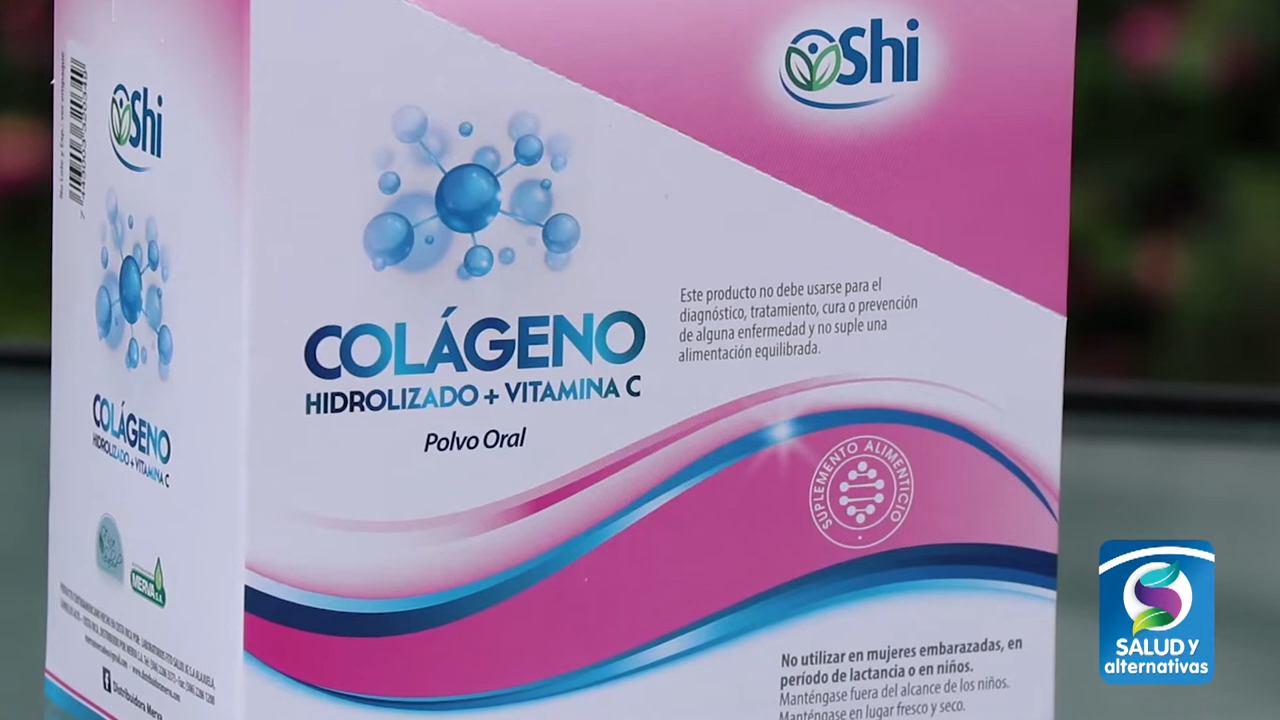 Shi
COLÁGENO
HIDROLIZADO + VITAMINA C
Polvo Oral
Este producto no debe usarse para el
diagnóstico, tratamiento, cura o prevención
de alguna enfermedad y no suple una
alimentación equilibrada.
SUPLEMENTO ALIMENTICIO
No utilizar en mujeres embarazadas, en
período de lactancia o en niños.
Manténgase fuera del alcance de los niños.
Manténgase en lugar fresco y seco.
Shi
COLÁGENO
HIDROLIZADO + VITAMINA C
MERVA S.A.
Distribuidora Merva
SALUD Y
alternativas